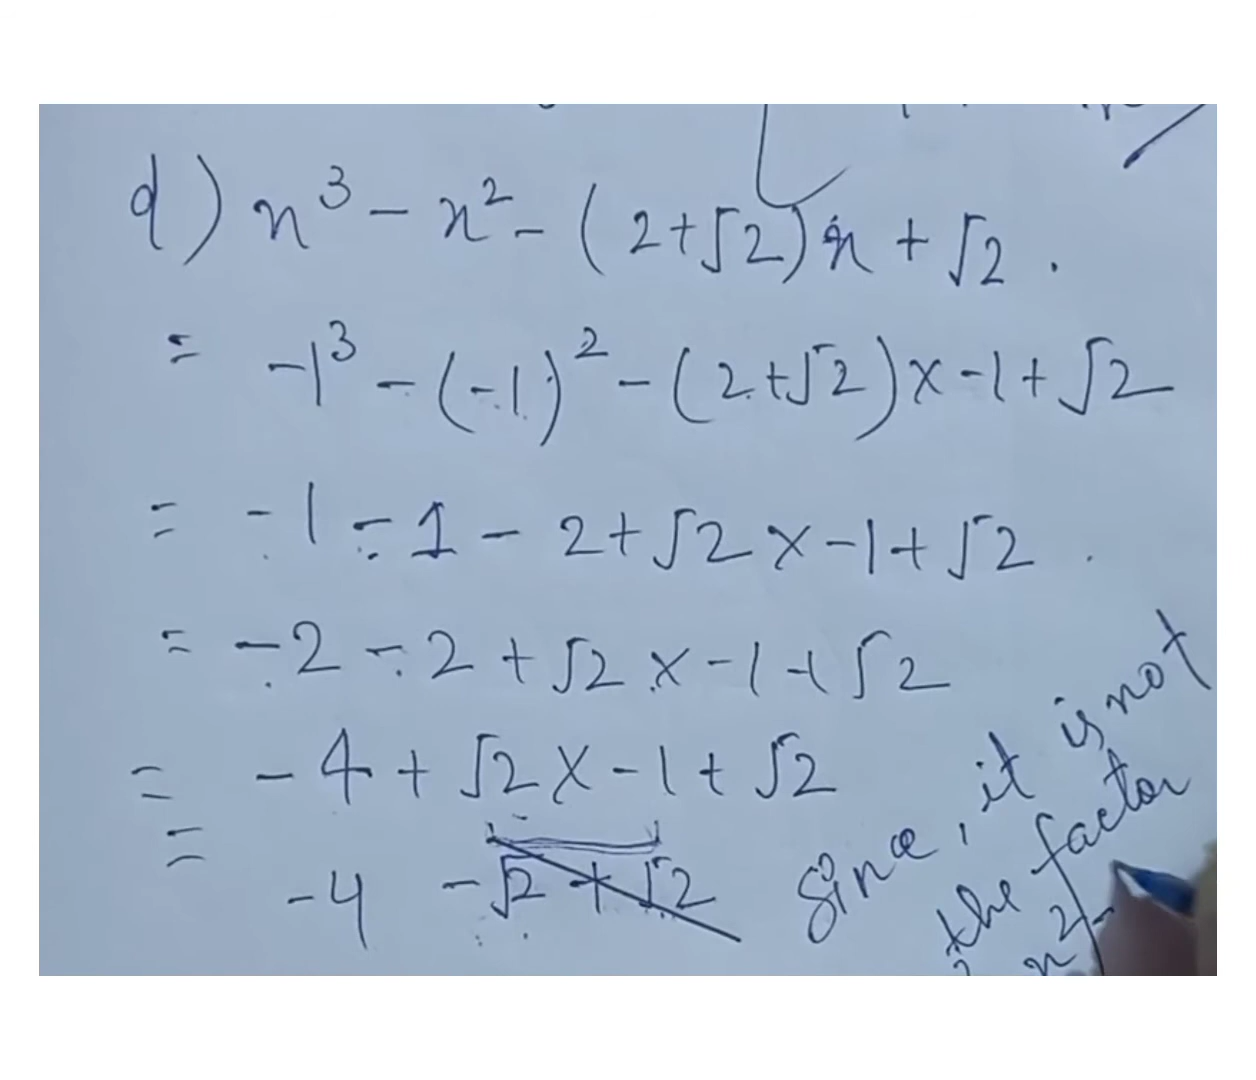 d) x³ - x² - (2+√2)x + √2.
= -1³ - (-1)² - (2+√2) x -1 + √2
= -1 - 1 - 2 + √2 x -1 + √2.
= -2 - 2 + √2 x -1 + √2
= -4 + √2 x -1 + √2
= -4 -√2 + √2
Since, it is not
the factor
x²-